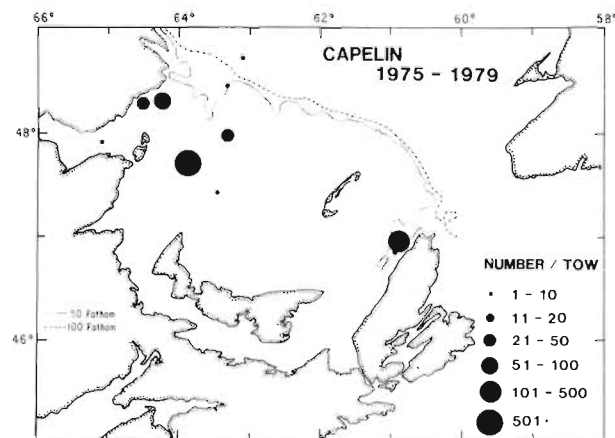 66° 64° 62° 60° 58°
CAPELIN
1975 - 1979
48°
46°
50 Fathom
100 Fathom
NUMBER / TOW
1 - 10
11 - 20
21 - 50
51 - 100
101 - 500
501·